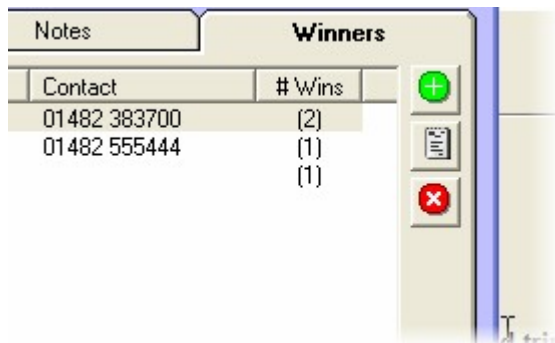 Notes Winners
Contact # Wins
01482 383700 (2)
01482 555444 (1)
(1)